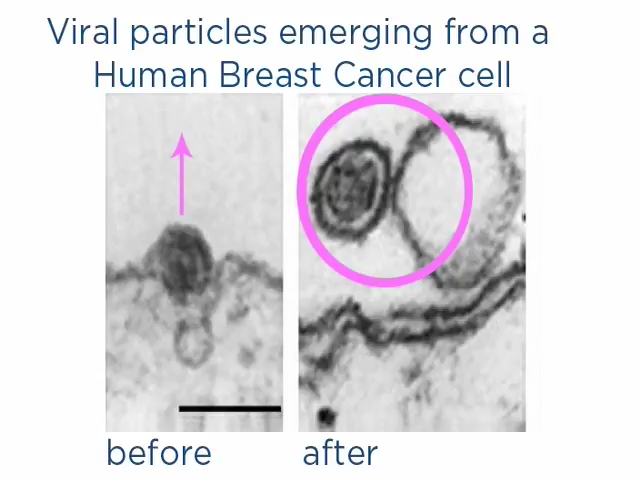 Viral particles emerging from a
Human Breast Cancer cell
before
after